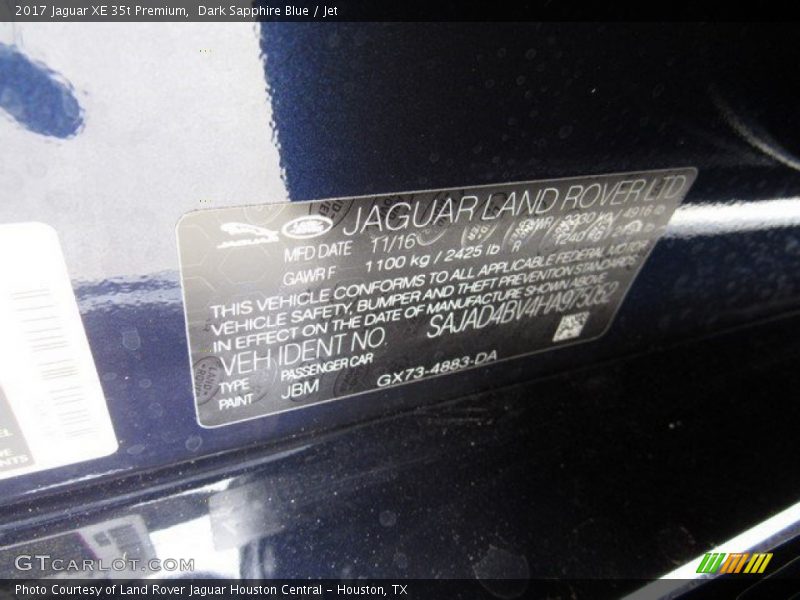 2017 Jaguar XE 35t Premium, Dark Sapphire Blue / Jet
JAGUAR LAND ROVER LTD
MFD DATE 11/16
GAWR F 1100 kg / 2425 lb R
THIS VEHICLE CONFORMS TO ALL APPLICABLE FEDERAL MOTOR
VEHICLE SAFETY, BUMPER AND THEFT PREVENTION STANDARDS
IN EFFECT ON THE DATE OF MANUFACTURE SHOWN ABOVE
VEH IDENT NO. SAJAD4BV4HA975052
TYPE PASSENGER CAR
PAINT JBM GX73-4883-DA
GTCARLOT.COM
Photo Courtesy of Land Rover Jaguar Houston Central - Houston, TX